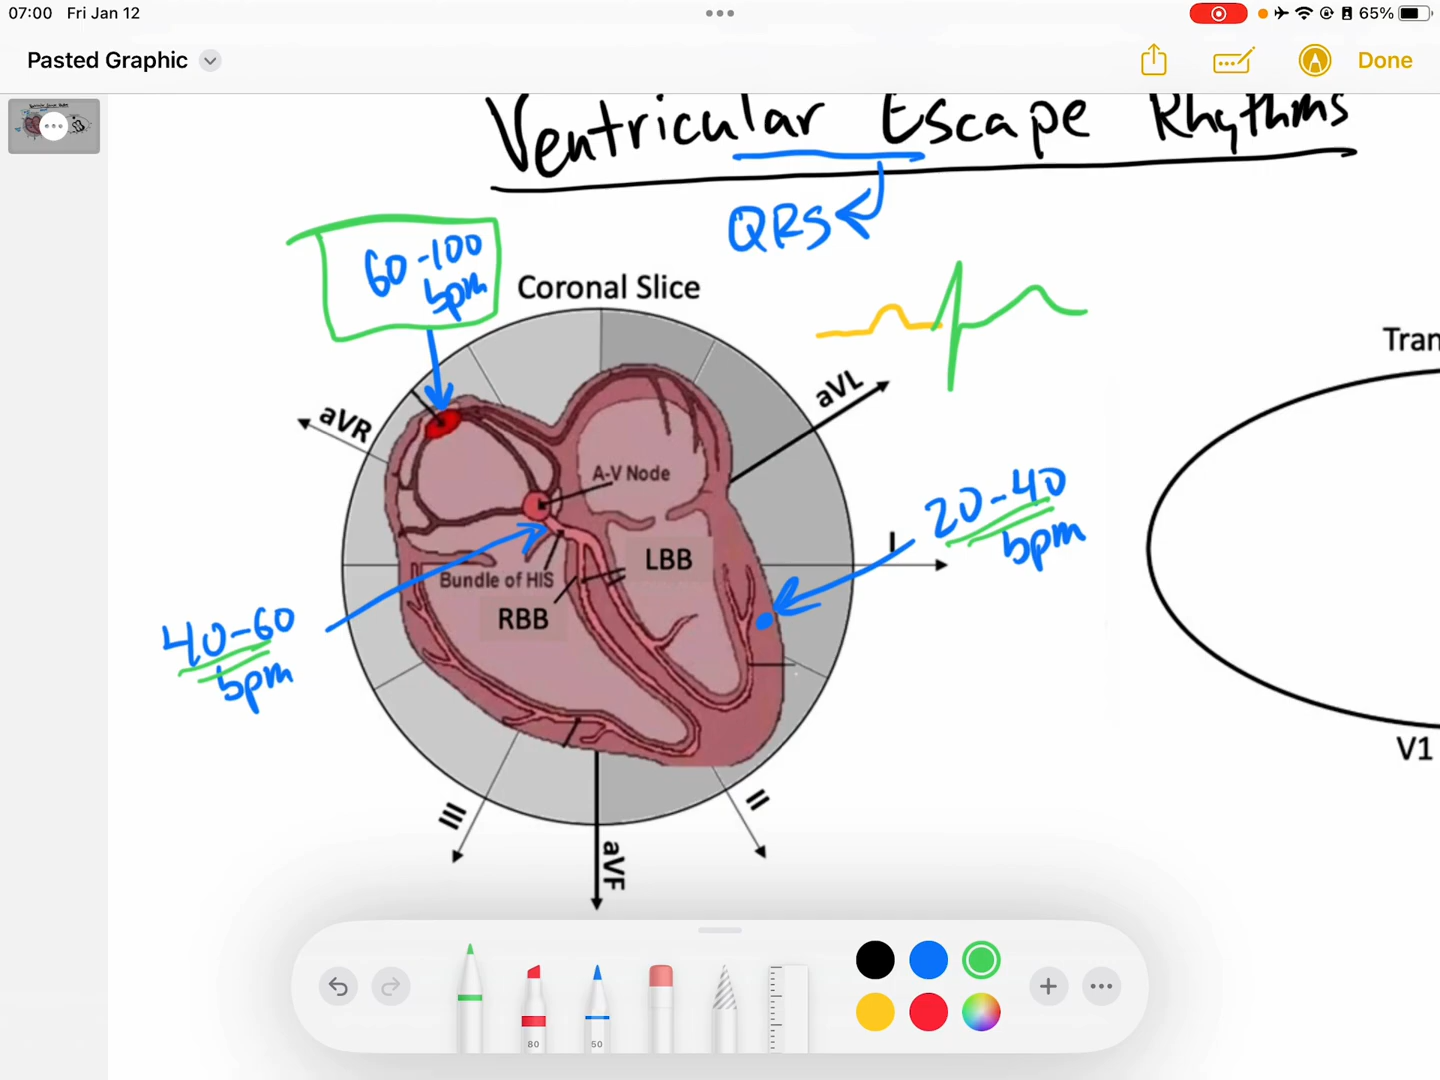 07:00 Fri Jan 12
65%
Pasted Graphic
Done
Ventricular Escape Rhythms
QRS
60-100
bpm
Coronal Slice
Tran
aVR
aVL
A-V Node
20-40
bpm
I
LBB
Bundle of HIS
RBB
40-60
bpm
V1
III
II
aVF
80
50